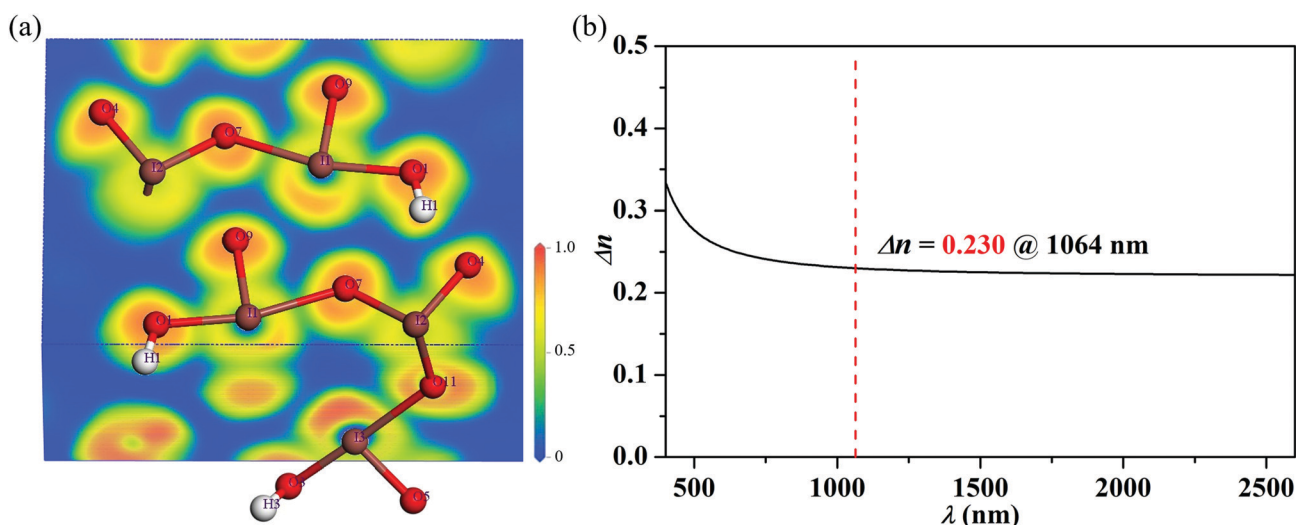 (a)
(b)
O4
O7
O9
I2
I1
O1
H1
O9
O4
O7
I1
I2
O1
H1
O11
I3
O3
H3
O5
1.0
0.5
0
0.5
0.4
0.3
0.2
0.1
0.0
Δn
Δn = 0.230 @ 1064 nm
500 1000 1500 2000 2500
λ (nm)